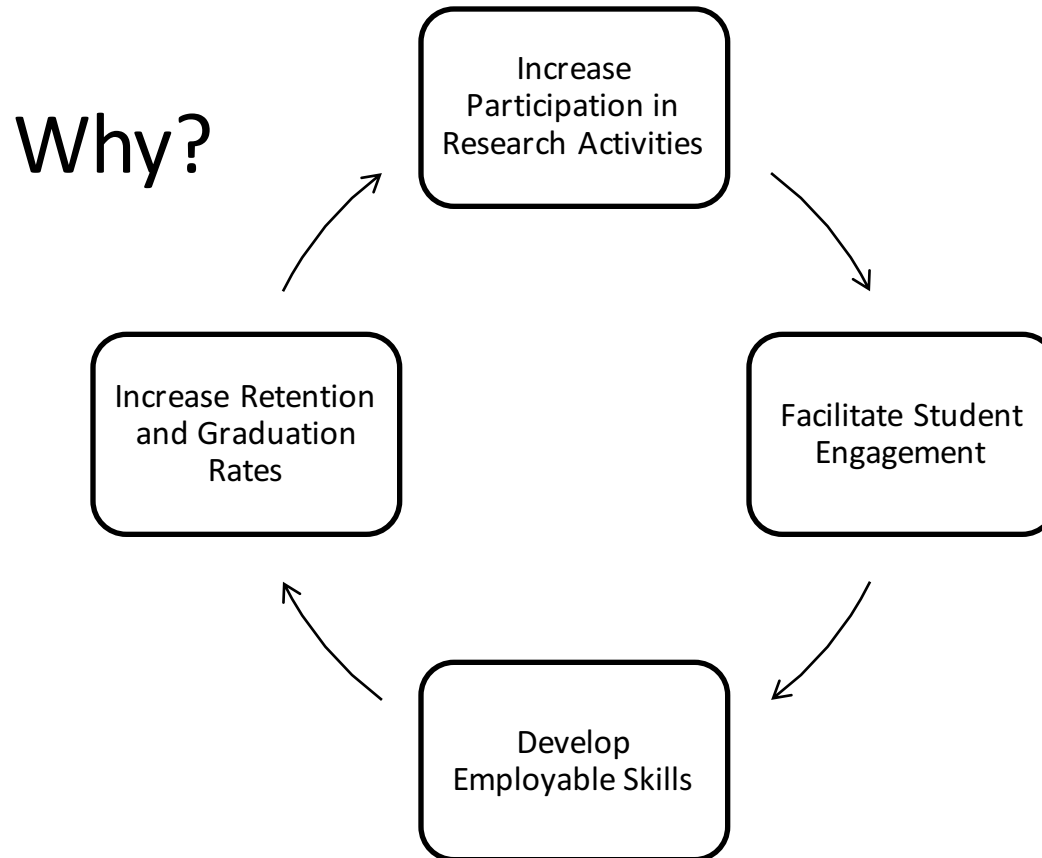 Why?
Increase
Participation in
Research Activities
Facilitate Student
Engagement
Develop
Employable Skills
Increase Retention
and Graduation
Rates